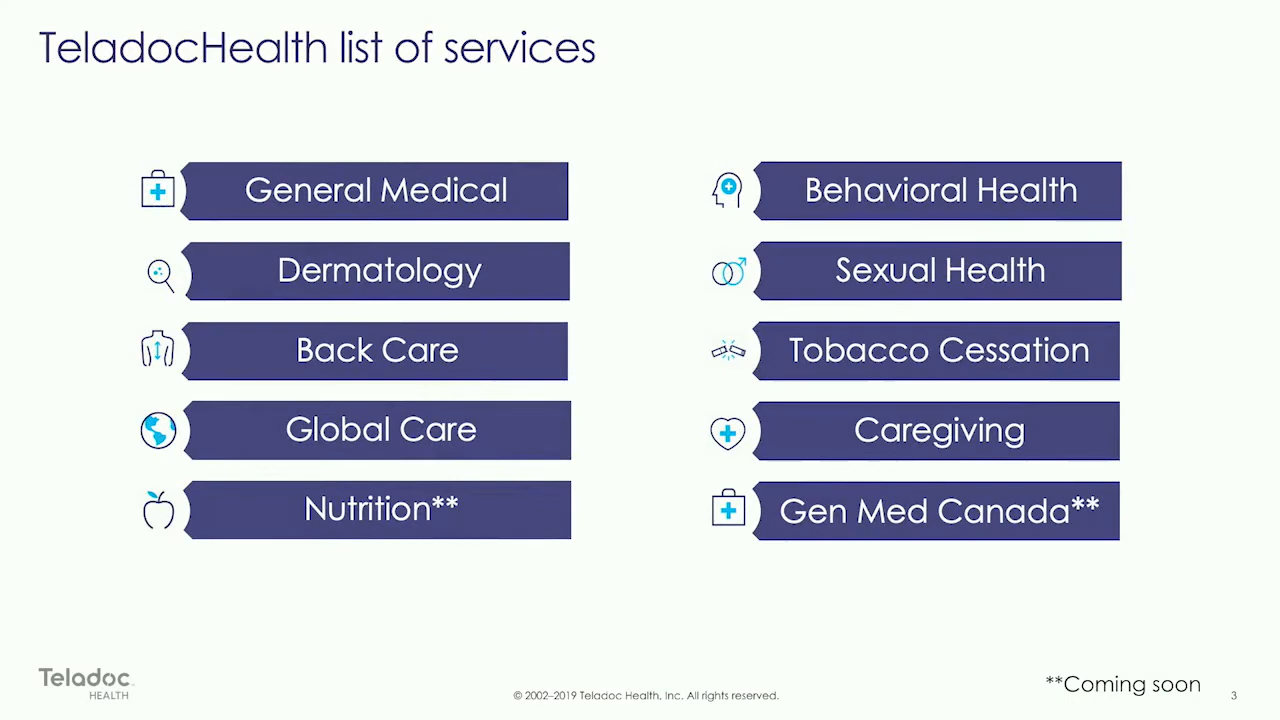 TeladocHealth list of services
General Medical
Dermatology
Back Care
Global Care
Nutrition**
Behavioral Health
Sexual Health
Tobacco Cessation
Caregiving
Gen Med Canada**
Teladoc
HEALTH
© 2002–2019 Teladoc Health, Inc. All rights reserved.
**Coming soon
3